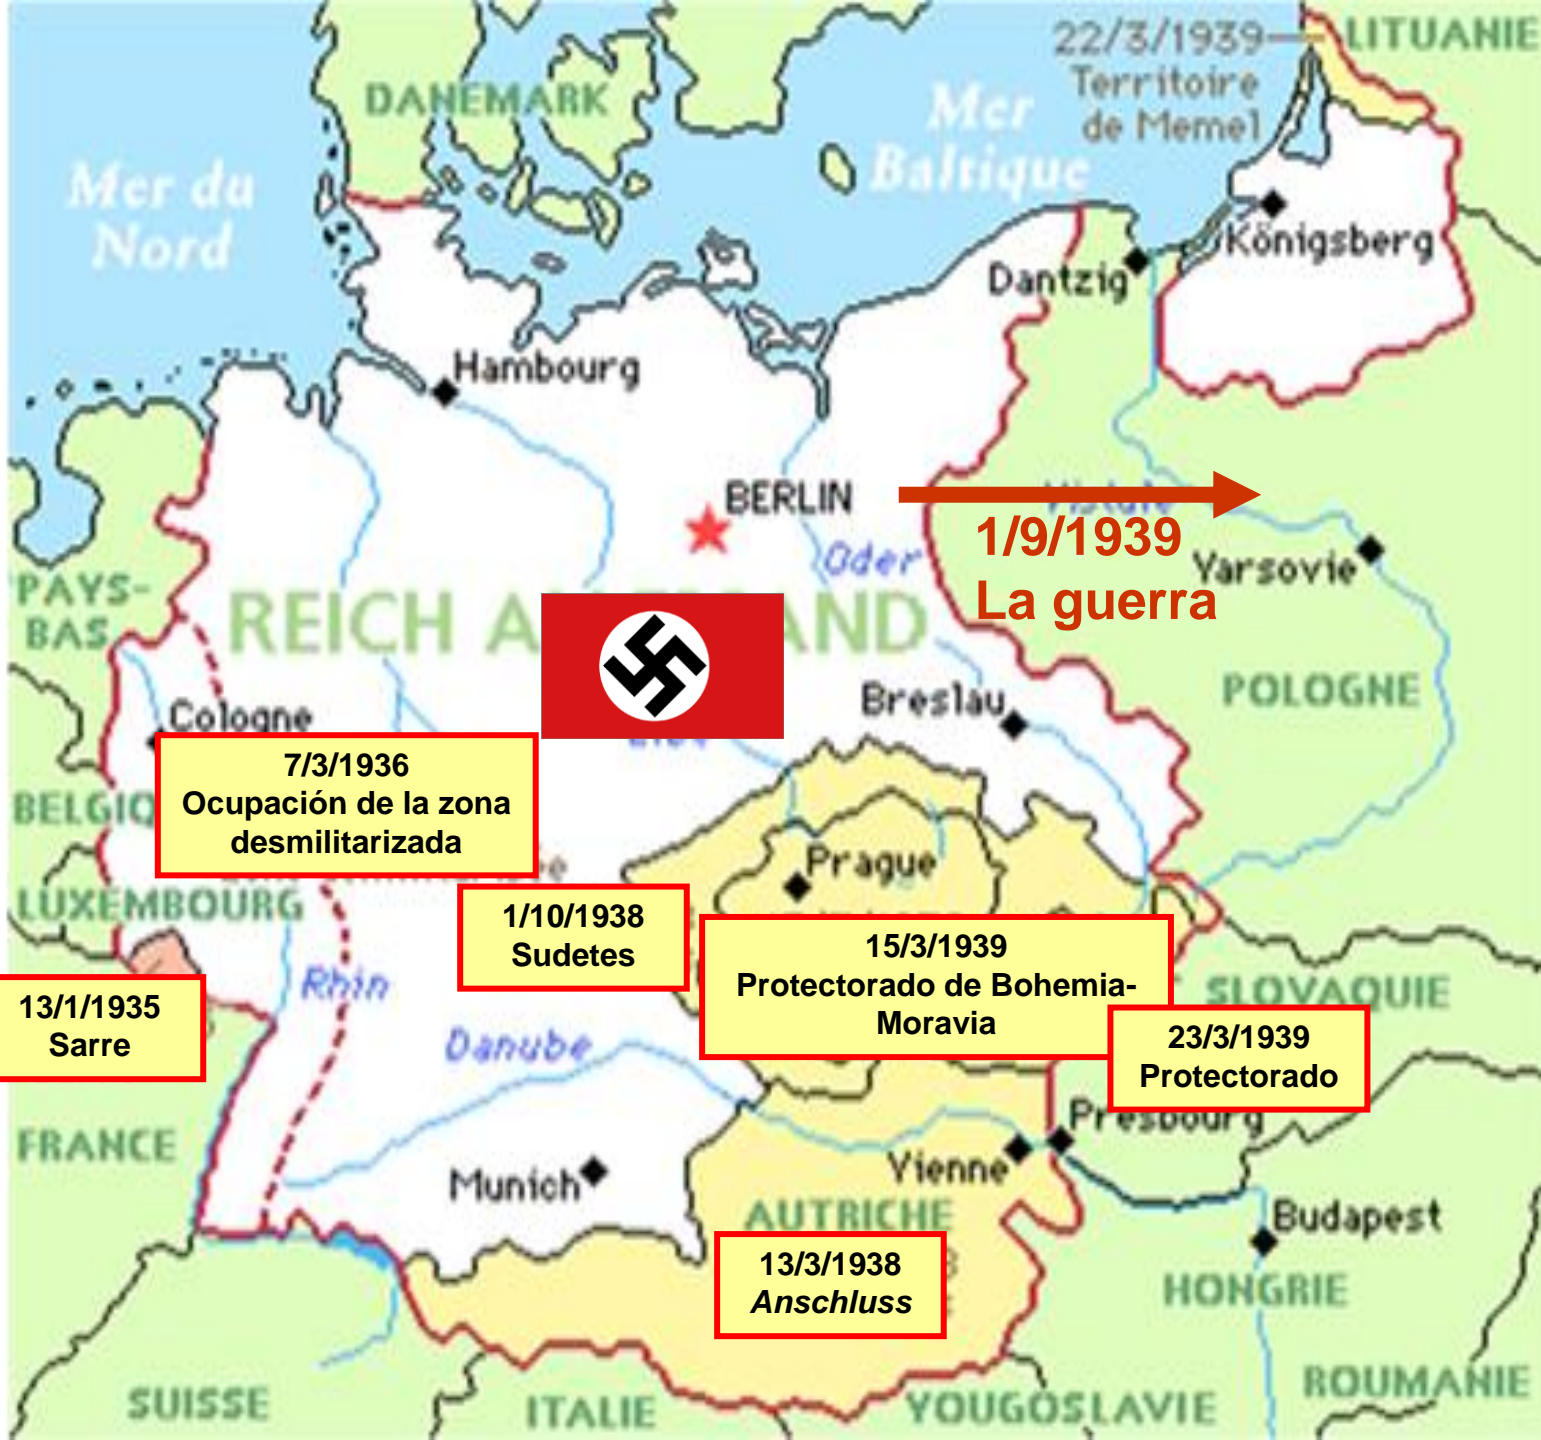 22/3/1939
Territoire
de Memel
LITUANIE
DANEMARK
Mer
Baltique
Mer du
Nord
Königsberg
Dantzig
Hambourg
BERLIN
Oder
1/9/1939
La guerra
Varsovie
PAYS-
BAS
REICH
POLOGNE
Breslau
Cologne
7/3/1936
Ocupación de la zona
desmilitarizada
Prague
LUXEMBOURG
1/10/1938
Sudetes
15/3/1939
Protectorado de Bohemia-
Moravia
SLOVAQUIE
13/1/1935
Sarre
Rhin
Danube
23/3/1939
Protectorado
Presbourg
FRANCE
Munich
Vienne
AUTRICHE
Budapest
13/3/1938
Anschluss
HONGRIE
SUISSE
ITALIE
YOUGOSLAVIE
ROUMANIE